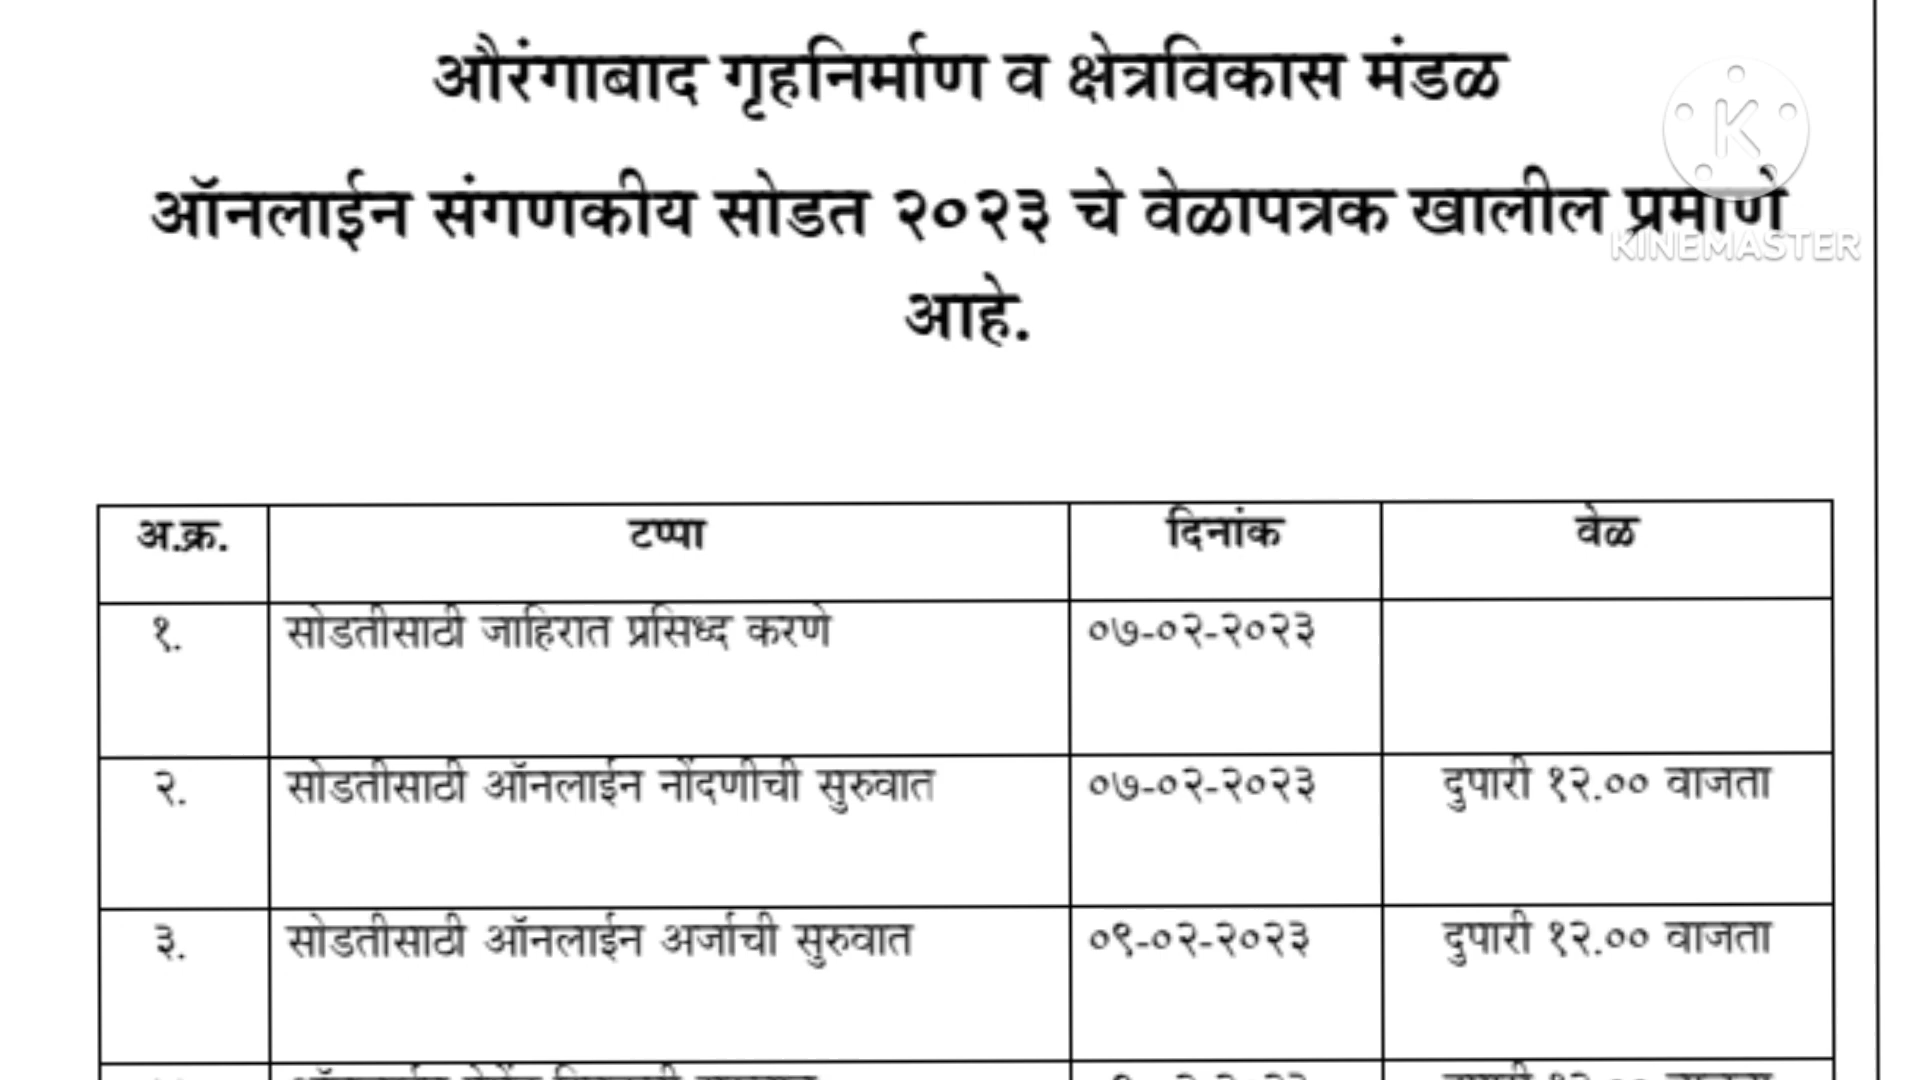 औरंगाबाद गृहनिर्माण व क्षेत्रविकास मंडळ
ऑनलाईन संगणकीय सोडत २०२३ चे वेळापत्रक खालील प्रमाणे
आहे.
KINEMASTER
अ.क्र. टप्पा दिनांक वेळ
१. सोडतीसाठी जाहिरात प्रसिध्द करणे ०७-०२-२०२३
२. सोडतीसाठी ऑनलाईन नोंदणीची सुरुवात ०७-०२-२०२३ दुपारी १२.०० वाजता
३. सोडतीसाठी ऑनलाईन अर्जाची सुरुवात ०९-०२-२०२३ दुपारी १२.०० वाजता